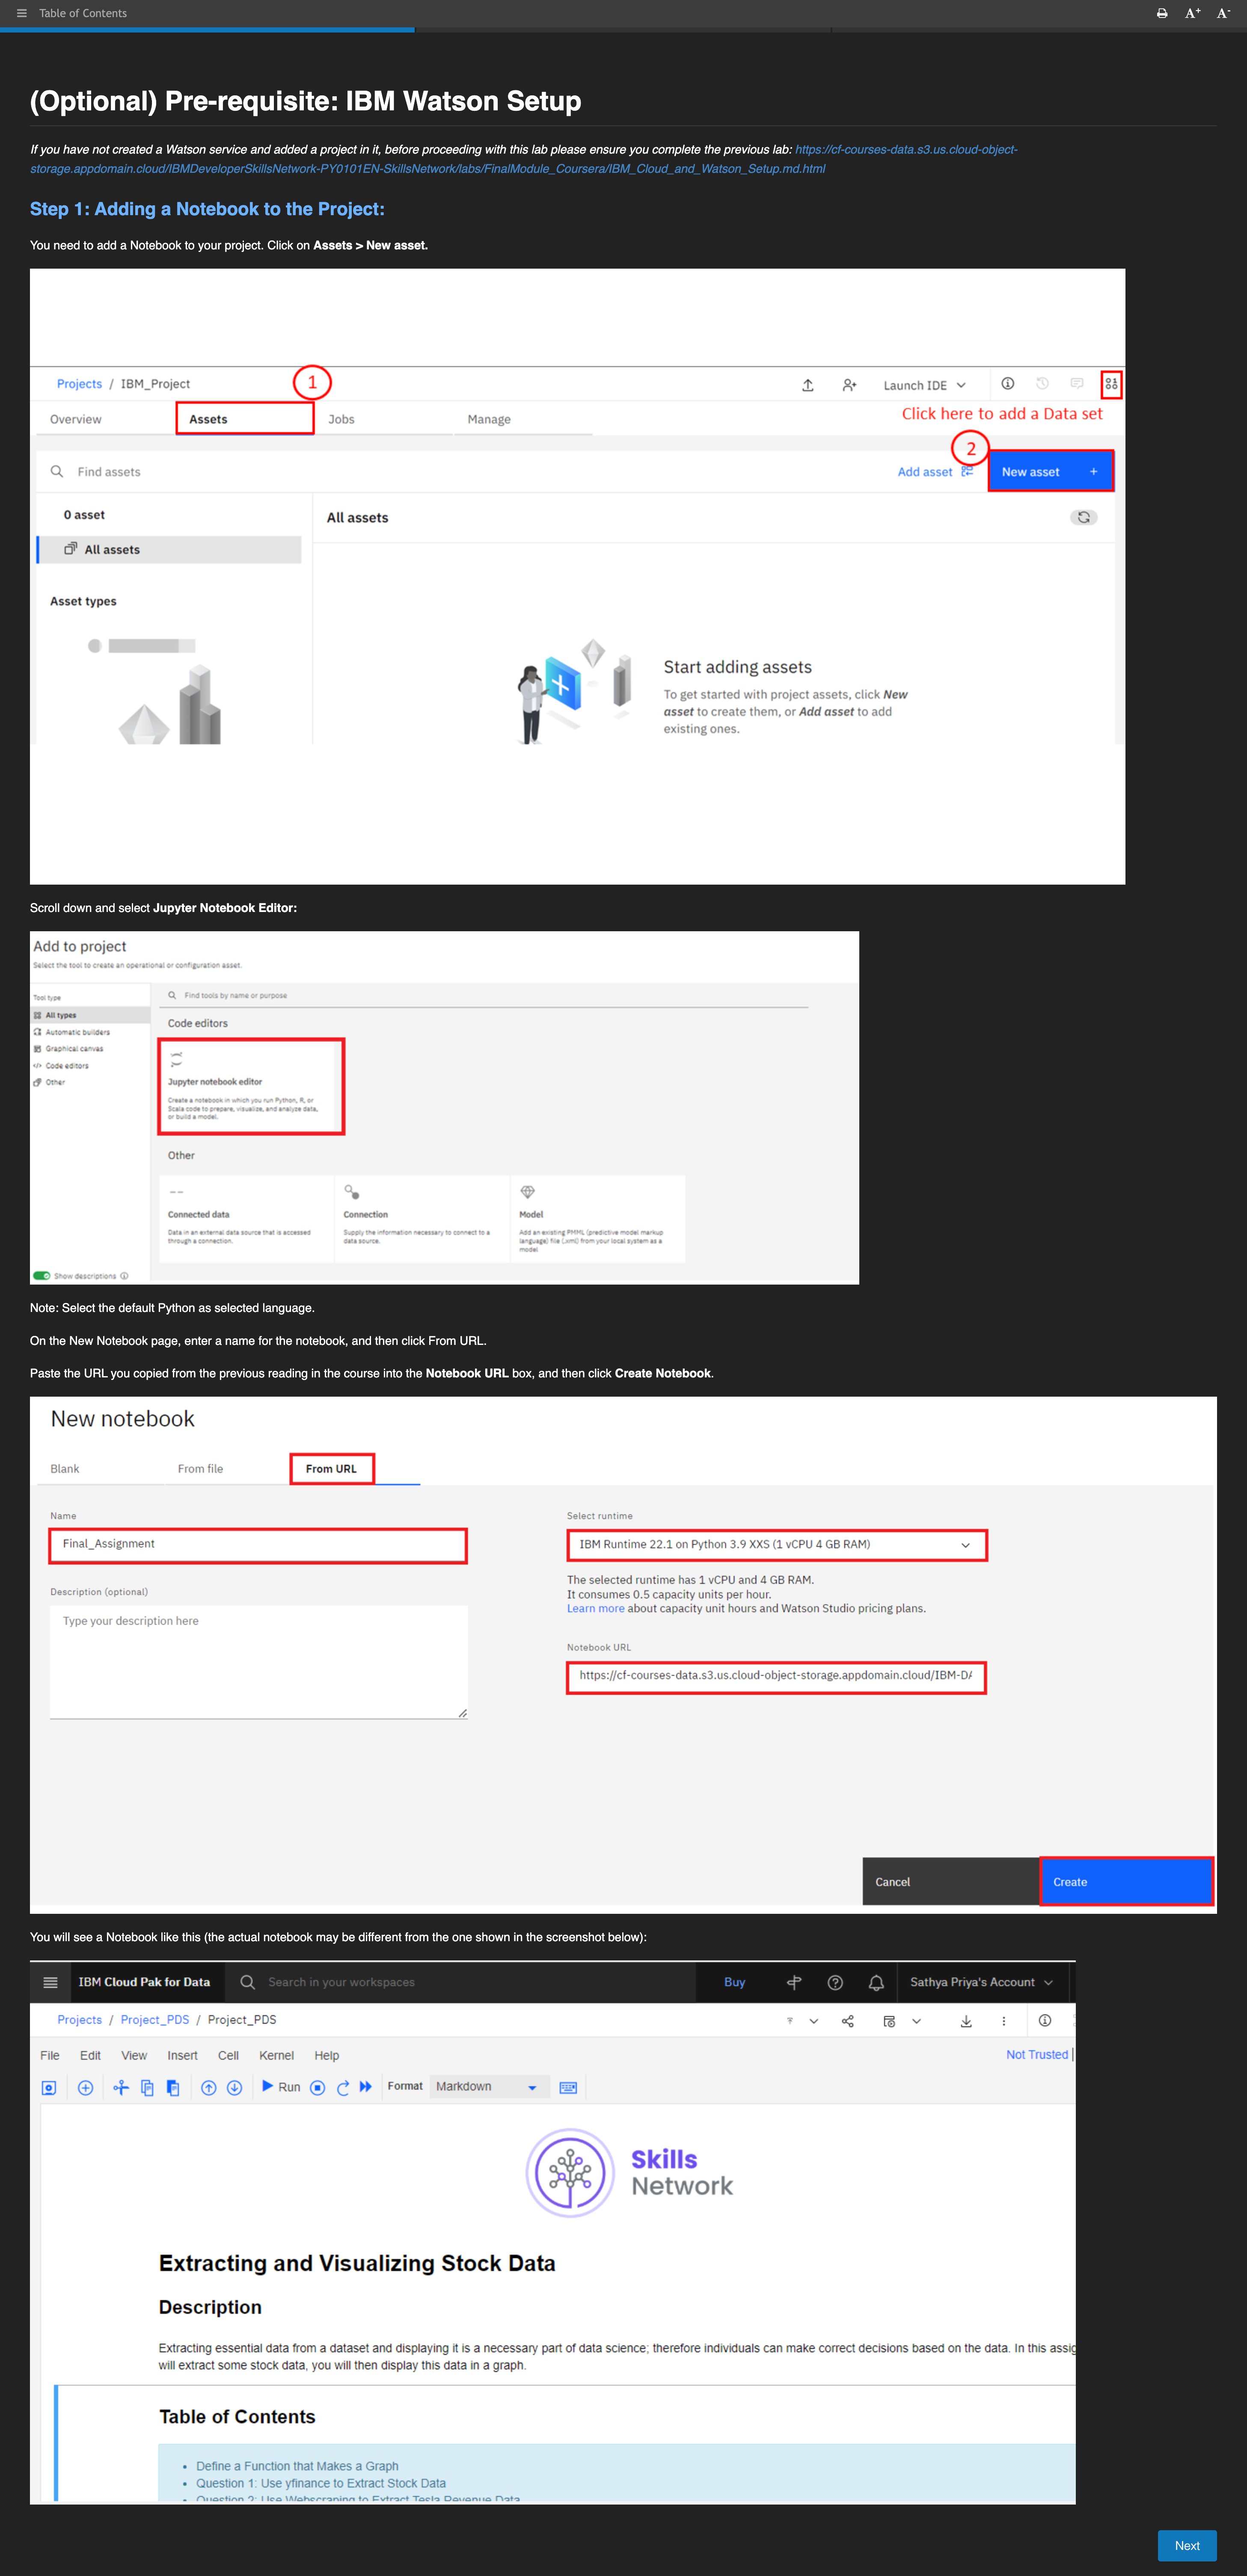 Table of Contents
A+ A-
(Optional) Pre-requisite: IBM Watson Setup
If you have not created a Watson service and added a project in it, before proceeding with this lab please ensure you complete the previous lab: https://cf-courses-data.s3.us.cloud-object-
storage.appdomain.cloud/IBMDeveloperSkillsNetwork-PY0101EN-SkillsNetwork/labs/FinalModule_Coursera/IBM_Cloud_and_Watson_Setup.md.html
Step 1: Adding a Notebook to the Project:
You need to add a Notebook to your project. Click on Assets > New asset.
Projects / IBM_Project
1
Launch IDE
Overview
Assets
Jobs
Manage
Click here to add a Data set
2
Find assets
Add asset
New asset +
0 asset
All assets
All assets
Asset types
Start adding assets
To get started with project assets, click New
asset to create them, or Add asset to add
existing ones.
Scroll down and select Jupyter Notebook Editor:
Add to project
Select the tool to create an operational or configuration asset.
Tool type
Find tools by name or purpose
All types
Code editors
Automatic builders
Graphical canvas
Code editors
Other
Jupyter notebook editor
Create a notebook in which you run Python, R, or
Scala code to prepare, visualize, and analyze data,
or build a model.
Other
Connected data
Data in an external data source that is accessed
through a connection.
Connection
Supply the information necessary to connect to a
data source.
Model
Add an existing PMML (predictive model markup
language) file (.xml) from your local system as a
model
Show descriptions
Note: Select the default Python as selected language.
On the New Notebook page, enter a name for the notebook, and then click From URL.
Paste the URL you copied from the previous reading in the course into the Notebook URL box, and then click Create Notebook.
New notebook
Blank
From file
From URL
Name
Final_Assignment
Select runtime
IBM Runtime 22.1 on Python 3.9 XXS (1 vCPU 4 GB RAM)
Description (optional)
Type your description here
The selected runtime has 1 vCPU and 4 GB RAM.
It consumes 0.5 capacity units per hour.
Learn more about capacity unit hours and Watson Studio pricing plans.
Notebook URL
https://cf-courses-data.s3.us.cloud-object-storage.appdomain.cloud/IBM-DA
Cancel
Create
You will see a Notebook like this (the actual notebook may be different from the one shown in the screenshot below):
IBM Cloud Pak for Data
Search in your workspaces
Buy
Sathya Priya's Account
Projects / Project_PDS / Project_PDS
File Edit View Insert Cell Kernel Help
Not Trusted
Run
Format
Markdown
Skills
Network
Extracting and Visualizing Stock Data
Description
Extracting essential data from a dataset and displaying it is a necessary part of data science; therefore individuals can make correct decisions based on the data. In this assig
will extract some stock data, you will then display this data in a graph.
Table of Contents
• Define a Function that Makes a Graph
• Question 1: Use yfinance to Extract Stock Data
• Question 2: Use Webscraping to Extract Tesla Revenue Data
Next